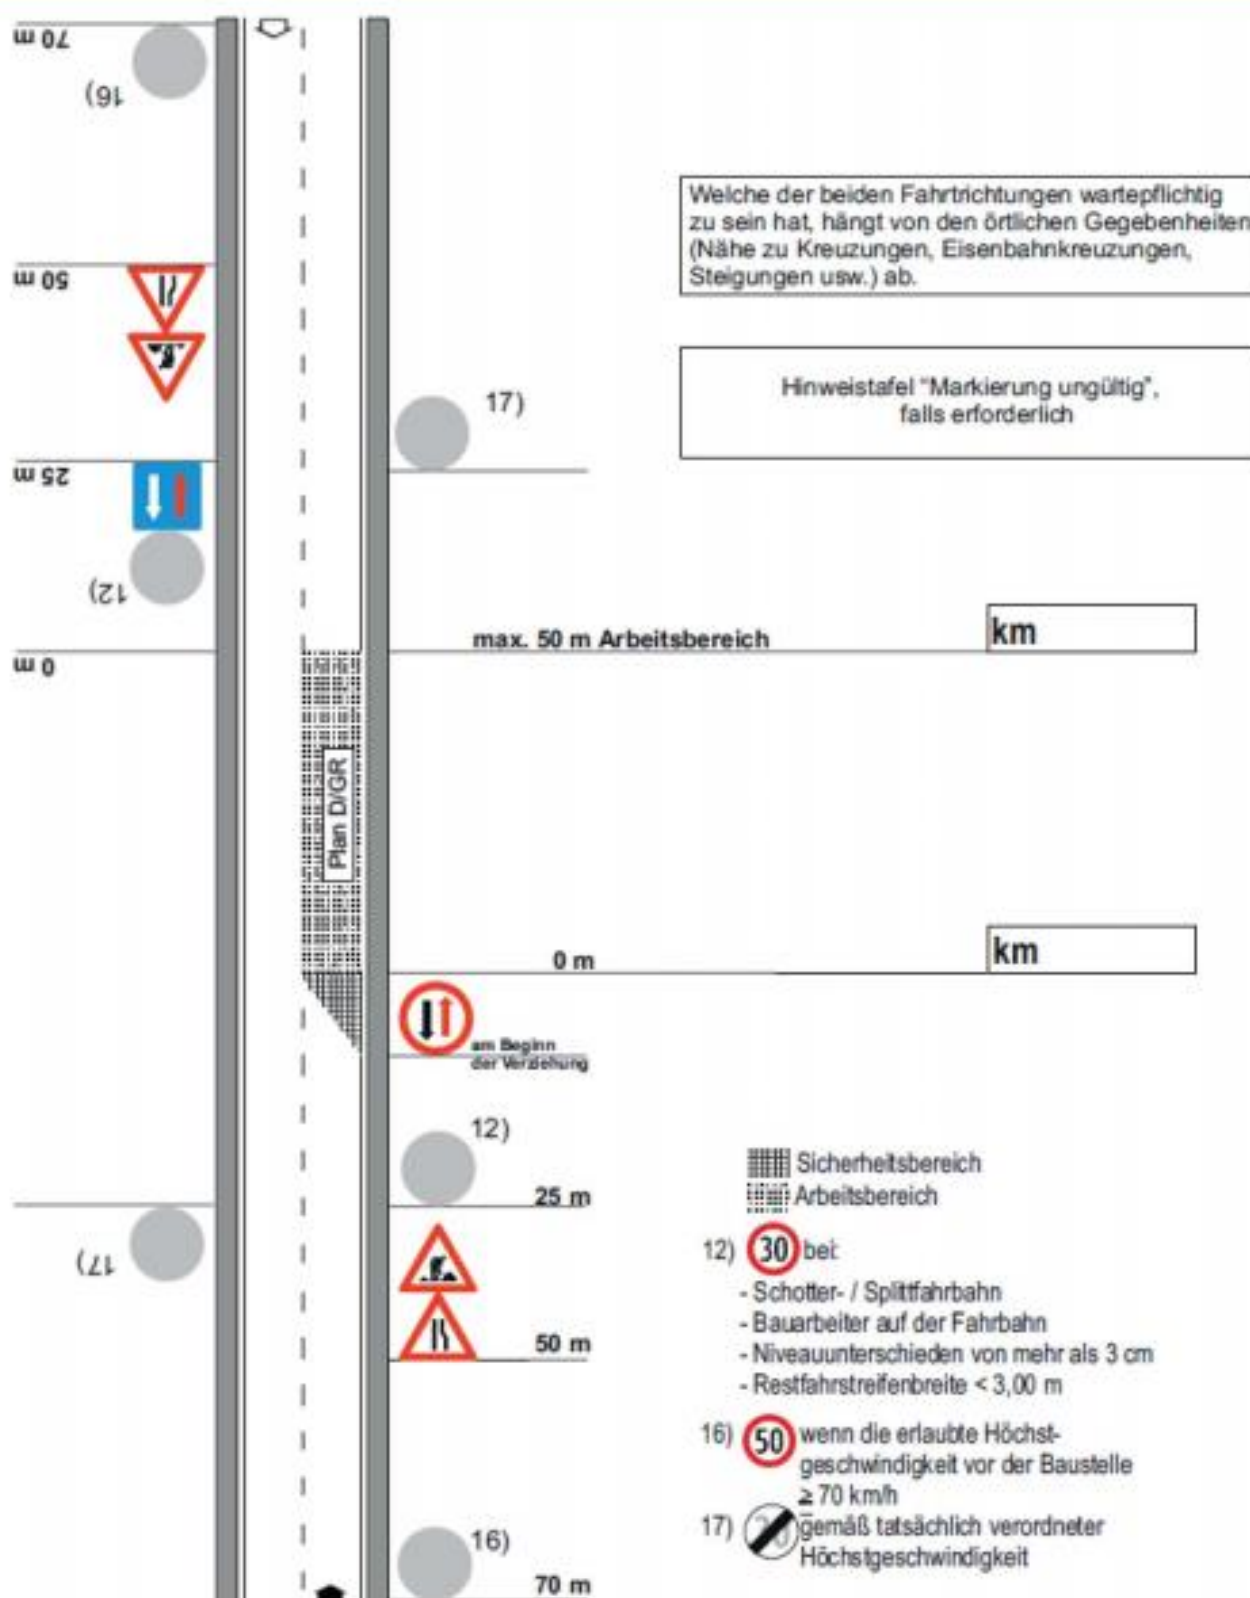 70 m
16)
Welche der beiden Fahrtrichtungen wartepflichtig
zu sein hat, hängt von den örtlichen Gegebenheiten
(Nähe zu Kreuzungen, Eisenbahnkreuzungen,
Steigungen usw.) ab.
50 m
Hinweistafel "Markierung ungültig",
falls erforderlich
17)
25 m
12)
max. 50 m Arbeitsbereich
km
0 m
Plan D/GR
0 m
km
am Beginn
der Verziehung
12)
25 m
17)
50 m
Sicherheitsbereich
Arbeitsbereich
12) 30 bei:
- Schotter- / Splittfahrbahn
- Bauarbeiter auf der Fahrbahn
- Niveauunterschieden von mehr als 3 cm
- Restfahrstreifenbreite < 3,00 m
16) 50 wenn die erlaubte Höchst-
geschwindigkeit vor der Baustelle
≥ 70 km/h
17) gemäß tatsächlich verordneter
Höchstgeschwindigkeit
16)
70 m